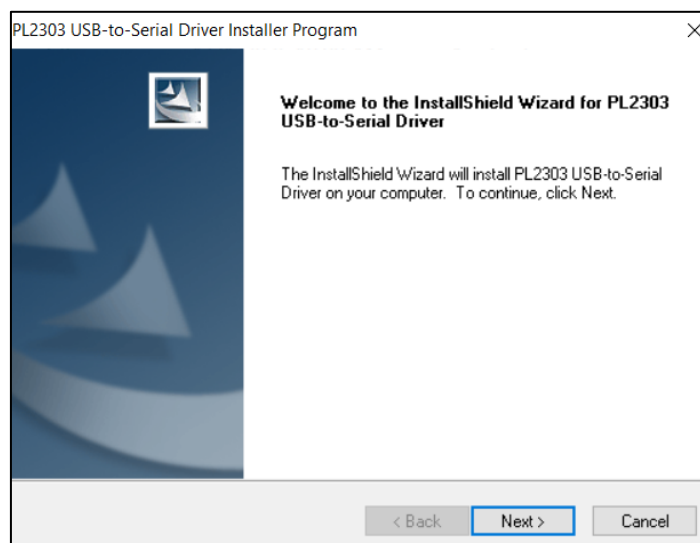 PL2303 USB-to-Serial Driver Installer Program
Welcome to the InstallShield Wizard for PL2303
USB-to-Serial Driver
The InstallShield Wizard will install PL2303 USB-to-Serial
Driver on your computer. To continue, click Next.
< Back Next > Cancel